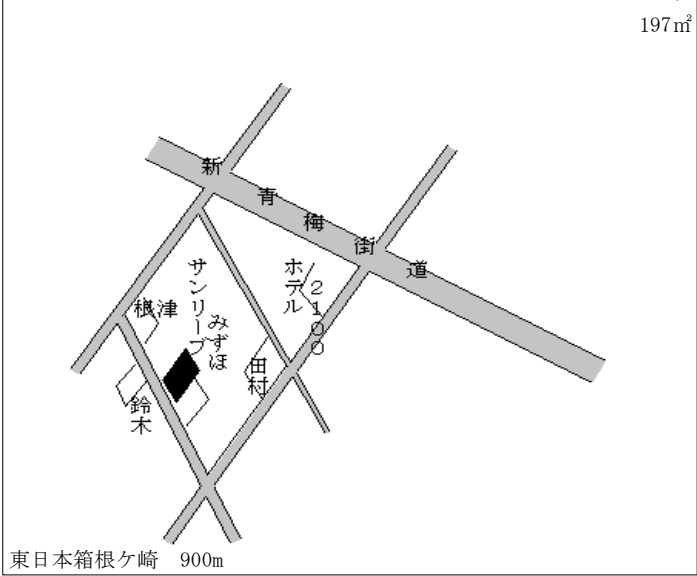 197㎡
新青梅街道
サンリーブ
みずほ
ホテル
2100
根津
田村
鈴木
東日本箱根ケ崎　900m